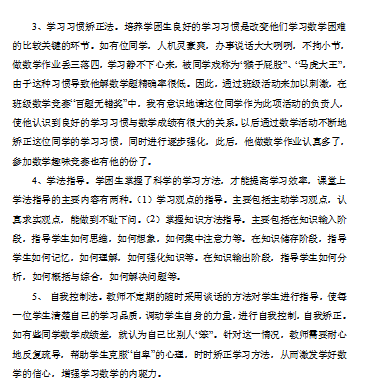 3、学习习惯矫正法。培养学困生良好的学习习惯是改变他们学习数学困难
的比较关键的环节。如有位同学，人机灵豪爽，办事说话大大咧咧，不拘小节，
做数学作业丢三落四，学习静不下心来，被同学戏称为“猴子屁股”、“马虎大王”，
由于这种习惯导致他解数学题精确率很低。因此，通过班级活动来加以刺激，在
班级数学竞赛“百题无错奖”中，我有意识地请这位同学作为此项活动的负责人，
使他认识到良好的学习习惯与数学成绩有很大的关系。以后通过数学活动不断地
矫正这位同学的学习习惯，同时进行逐步强化，此后，他做数学作业认真多了，
参加数学趣味竞赛也有他的份了。
4、学法指导。学困生掌握了科学的学习方法，才能提高学习效率，课堂上
学法指导的主要内容有两种。（1）学习观点的指导。主要包括主动学习观点，认
真求实观点，能做到不耻下问。（2）掌握知识方法指导。主要包括在知识输入阶
段，指导学生如何思维，如何想象，如何集中注意力等。在知识储存阶段，指导
学生如何记忆，如何理解，如何强化知识等。在知识输出阶段，指导学生如何分
析，如何概括与综合，如何解决问题等。
5、 自我控制法。教师不定期的随时采用谈话的方法对学生进行指导，使每
一位学生清楚自己的学习品质，调动学生自身的力量，进行自我控制，自我矫正。
如有些同学数学成绩差，就认为自已比别人“笨”。针对这一情况，教师需要耐心
地反复疏导，帮助学生克服“自卑”的心理，时时矫正学习方法，从而激发学好数
学的信心，增强学习数学的内驱力。